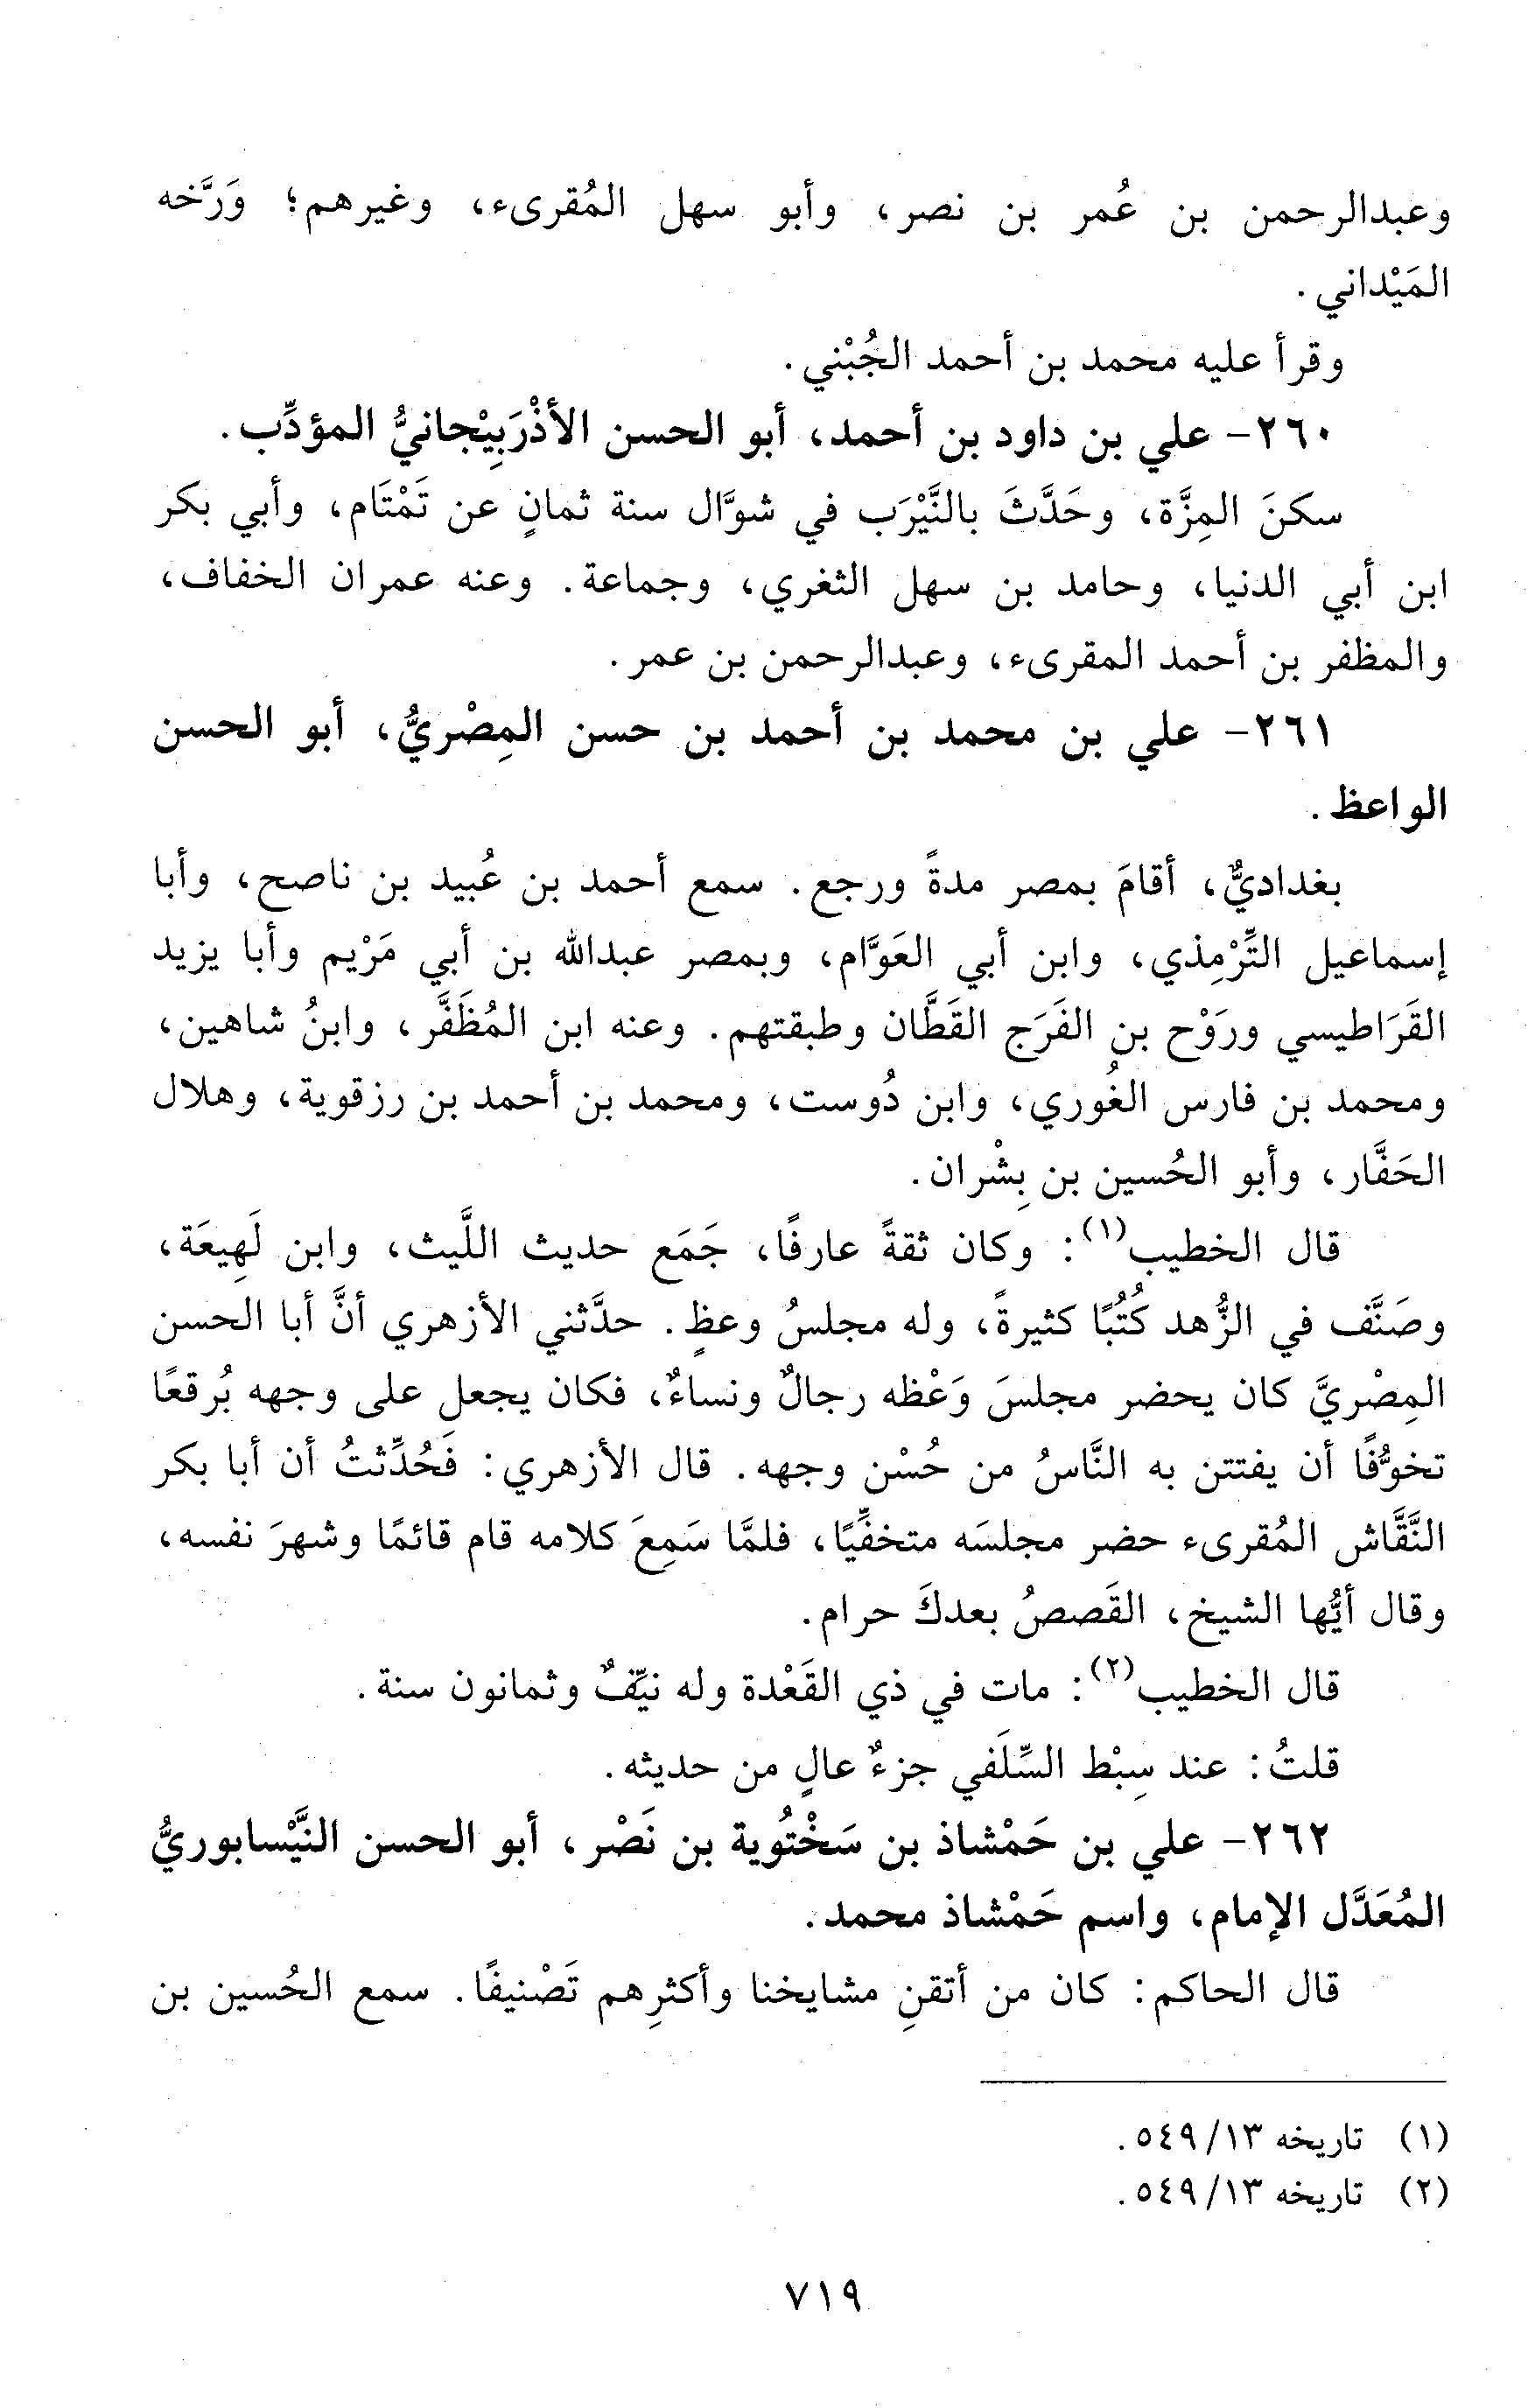 وعبدالرحمن بن عُمر بن نصر، وأبو سهل المُقرىء، وغيرهم؛ وَرَّخه
المَيْداني.
وقرأ عليه محمد بن أحمد الجُبْني.
٢٦٠- علي بن داود بن أحمد، أبو الحسن الأذْرَبِيْجانيُّ المؤدِّب.
سكنَ المِزَّة، وحَدَّثَ بالنَّيْرَب في شوَّال سنة ثمانٍ عن تَمْتَام، وأبي بكر
ابن أبي الدنيا، وحامد بن سهل الثغري، وجماعة. وعنه عمران الخفاف،
والمظفر بن أحمد المقرىء، وعبدالرحمن بن عمر.
٢٦١- علي بن محمد بن أحمد بن حسن المِصْريُّ، أبو الحسن
الواعظ.
بغداديٌّ، أقامَ بمصر مدةً ورجع. سمع أحمد بن عُبيد بن ناصح، وأبا
إسماعيل التِّرْمِذي، وابن أبي العَوَّام، وبمصر عبدالله بن أبي مَرْيم وأبا يزيد
القَرَاطيسي ورَوْح بن الفَرَج القَطَّان وطبقتهم. وعنه ابن المُظَفَّر، وابنُ شاهين،
ومحمد بن فارس الغُوري، وابن دُوست، ومحمد بن أحمد بن رزقوية، وهلال
الحَفَّار، وأبو الحُسين بن بِشْران.
قال الخطيب(١): وكان ثقةً عارفًا، جَمَع حديث اللَّيث، وابن لَهِيعَة،
وصَنَّف في الزُّهد كُتُبًا كثيرةً، وله مجلسُ وعظٍ. حدَّثني الأزهري أنَّ أبا الحسن
المِصْريَّ كان يحضر مجلسَ وَعْظه رجالٌ ونساءٌ، فكان يجعل على وجهه بُرقعًا
تخوُّفًا أن يفتتن به النَّاسُ من حُسْن وجهه. قال الأزهري: فَحُدِّثتُ أن أبا بكر
النَّقَّاش المُقرىء حضر مجلسَه متخفِّيًا، فلمَّا سَمِعَ كلامه قام قائمًا وشهرَ نفسه،
وقال أيُّها الشيخ، القَصصُ بعدكَ حرام.
قال الخطيب(٢): مات في ذي القَعْدة وله نيِّفٌ وثمانون سنة.
قلتُ: عند سِبْط السِّلَفي جزءٌ عالٍ من حديثه.
٢٦٢- علي بن حَمْشاذ بن سَخْتُوية بن نَصْر، أبو الحسن النَّيْسابوريُّ
المُعَدَّل الإمام، واسم حَمْشاذ محمد.
قال الحاكم: كان من أتقنِ مشايخنا وأكثرِهم تَصْنيفًا. سمع الحُسين بن
(١) تاريخه ١٣/ ٥٤٩.
(٢) تاريخه ١٣/ ٥٤٩.
٧١٩